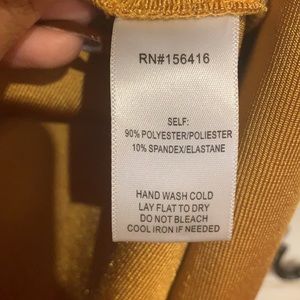 RN#156416
SELF:
90% POLYESTER/POLIESTER
10% SPANDEX/ELASTANE
HAND WASH COLD
LAY FLAT TO DRY
DO NOT BLEACH
COOL IRON IF NEEDED